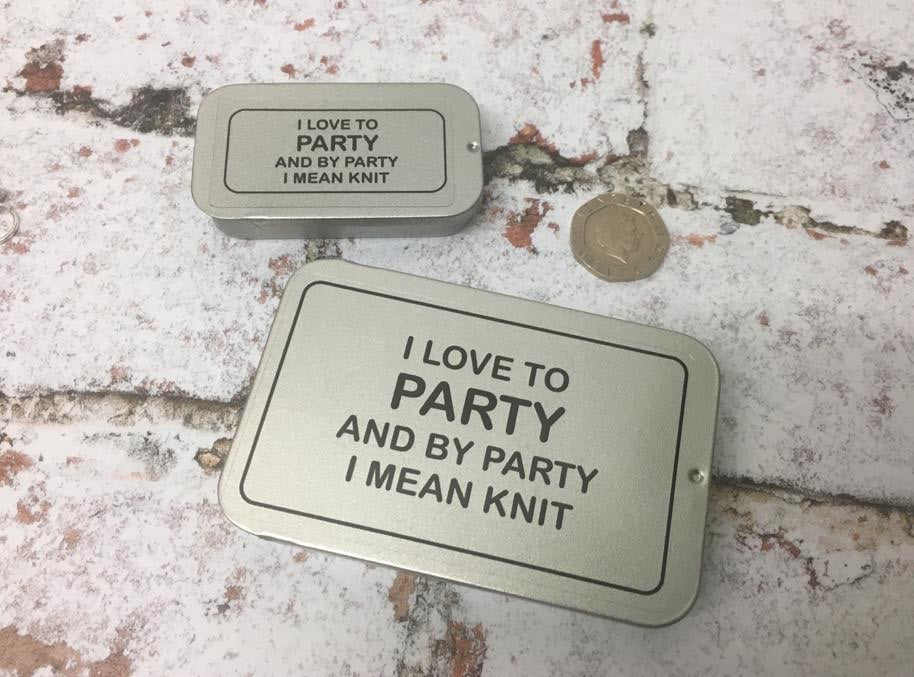 I LOVE TO
PARTY
AND BY PARTY
I MEAN KNIT
I LOVE TO
PARTY
AND BY PARTY
I MEAN KNIT